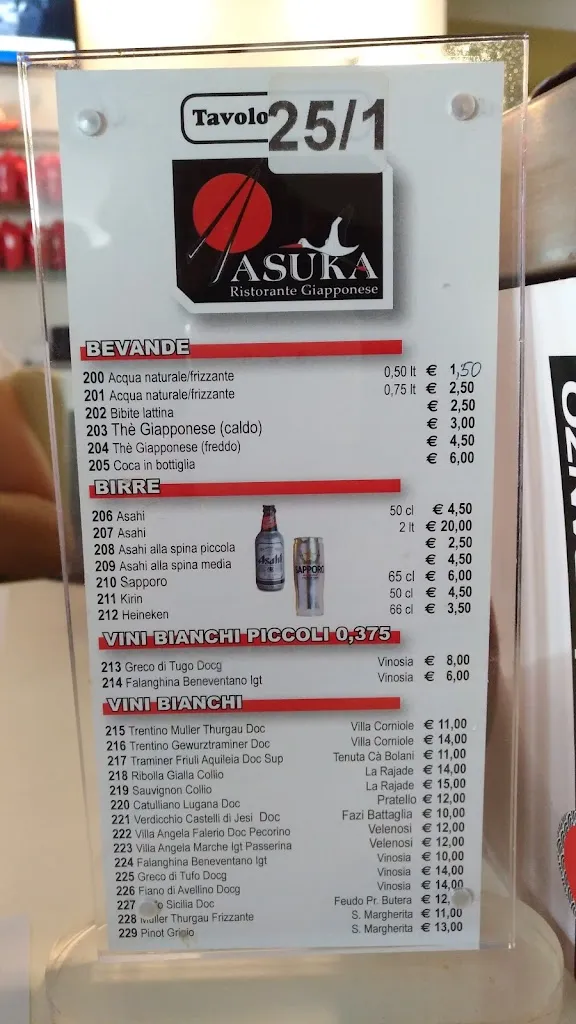 Tavolo 25/1
ASUKA
Ristorante Giapponese
BEVANDE
200 Acqua naturale/frizzante 0,50 lt € 1,50
201 Acqua naturale/frizzante 0,75 lt € 2,50
202 Bibite lattina € 2,50
203 Thè Giapponese (caldo) € 3,00
204 Thè Giapponese (freddo) € 4,50
205 Coca in bottiglia € 6,00
BIRRE
206 Asahi 50 cl € 4,50
207 Asahi 2 lt € 20,00
208 Asahi alla spina piccola € 2,50
209 Asahi alla spina media € 4,50
210 Sapporo 65 cl € 6,00
211 Kirin 50 cl € 4,50
212 Heineken 66 cl € 3,50
Asahi
SAPPORO
VINI BIANCHI PICCOLI 0,375
213 Greco di Tugo Docg Vinosia € 8,00
214 Falanghina Beneventano Igt Vinosia € 6,00
VINI BIANCHI
215 Trentino Muller Thurgau Doc Villa Corniole € 11,00
216 Trentino Gewurztraminer Doc Villa Corniole € 14,00
217 Traminer Friuli Aquileia Doc Sup Tenuta Cà Bolani € 11,00
218 Ribolla Gialla Collio La Rajade € 14,00
219 Sauvignon Collio La Rajade € 15,00
220 Catulliano Lugana Doc Pratello € 12,00
221 Verdicchio Castelli di Jesi Doc Fazi Battaglia € 10,00
222 Villa Angela Falerio Doc Pecorino Velenosi € 12,00
223 Villa Angela Marche Igt Passerina Velenosi € 12,00
224 Falanghina Beneventano Igt Vinosia € 10,00
225 Greco di Tufo Docg Vinosia € 14,00
226 Fiano di Avellino Docg Vinosia € 14,00
227 Sicilia Doc Feudo Pr. Butera € 12,
228 Muller Thurgau Frizzante S. Margherita € 11,00
229 Pinot Grigio S. Margherita € 13,00